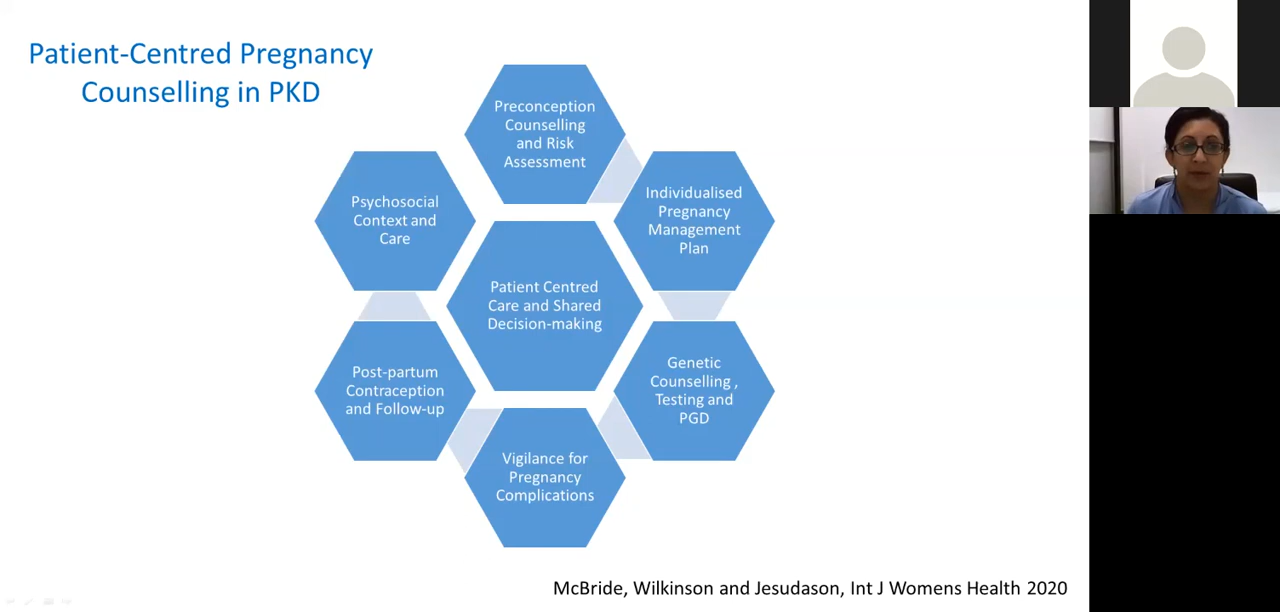 Patient-Centred Pregnancy
Counselling in PKD
Preconception
Counselling
and Risk
Assessment
Individualised
Pregnancy
Management
Plan
Genetic
Counselling ,
Testing and
PGD
Vigilance for
Pregnancy
Complications
Post-partum
Contraception
and Follow-up
Psychosocial
Context and
Care
Patient Centred
Care and Shared
Decision-making
McBride, Wilkinson and Jesudason, Int J Womens Health 2020